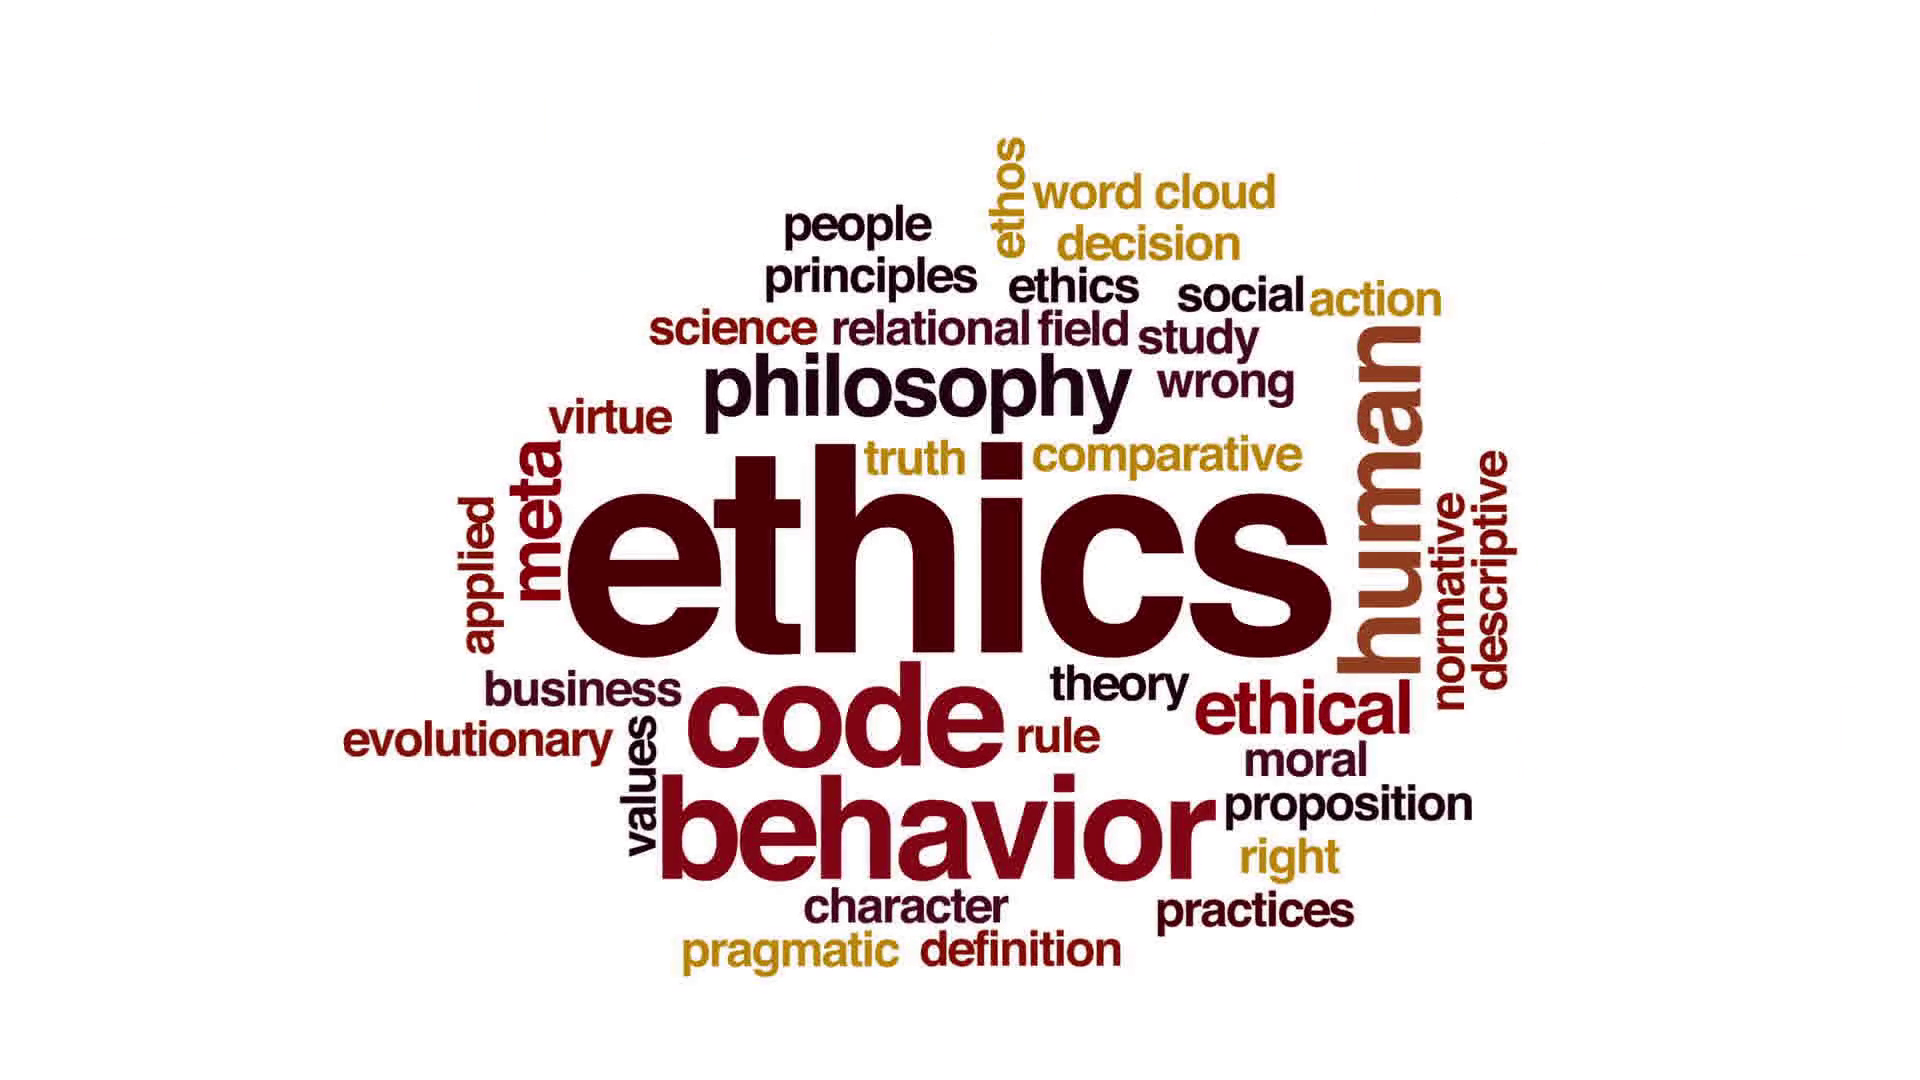 ethos
word cloud
people
decision
principles
ethics
social
action
science
relational
field
study
philosophy
wrong
human
virtue
truth
comparative
meta
ethics
applied
normative
descriptive
business
code
theory
ethical
evolutionary
values
rule
moral
behavior
proposition
right
character
practices
pragmatic
definition